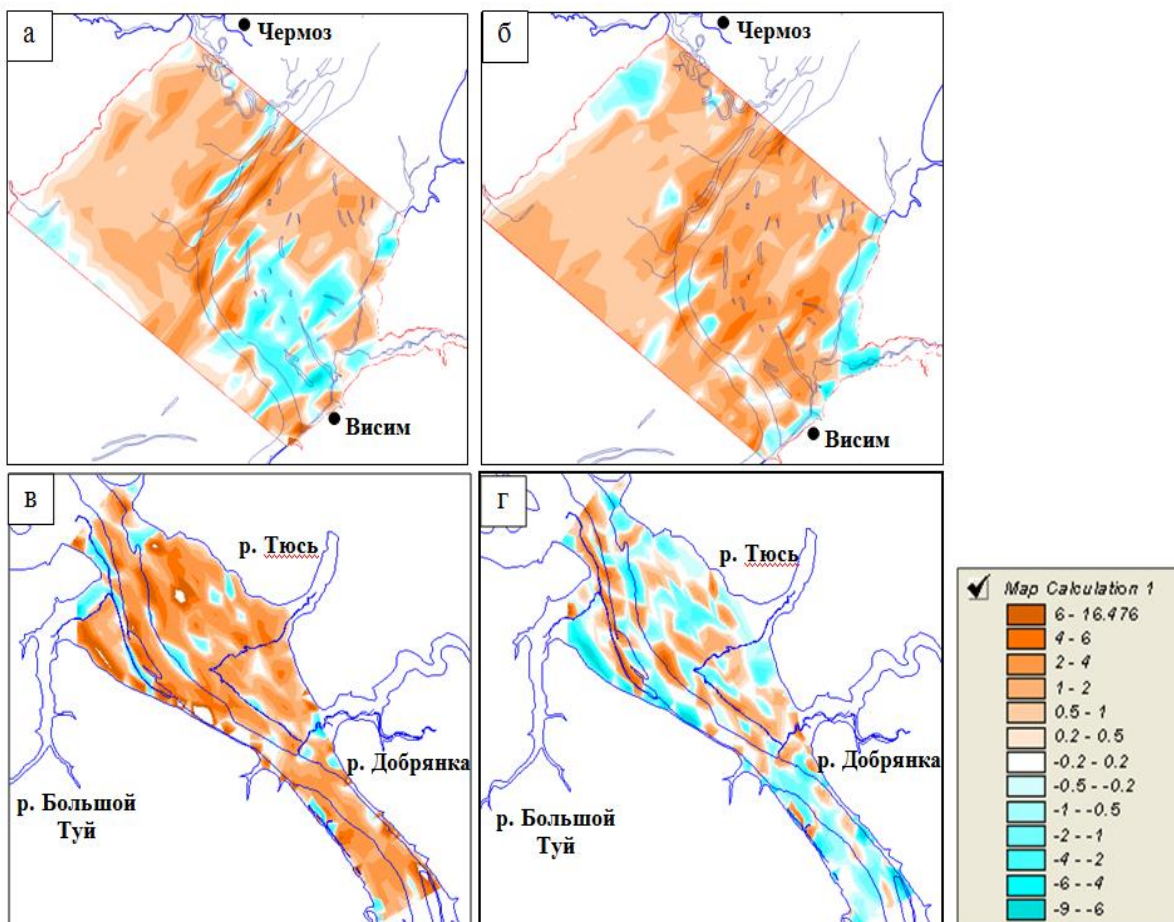 а
Чермоз
Висим
б
Чермоз
Висим
в
р. Тюсь
р. Добрянка
р. Большой
Туй
г
р. Тюсь
р. Добрянка
р. Большой
Туй
Map Calculation 1
6 - 16.476
4 - 6
2 - 4
1 - 2
0.5 - 1
0.2 - 0.5
-0.2 - 0.2
-0.5 - -0.2
-1 - -0.5
-2 - -1
-4 - -2
-6 - -4
-9 - -6